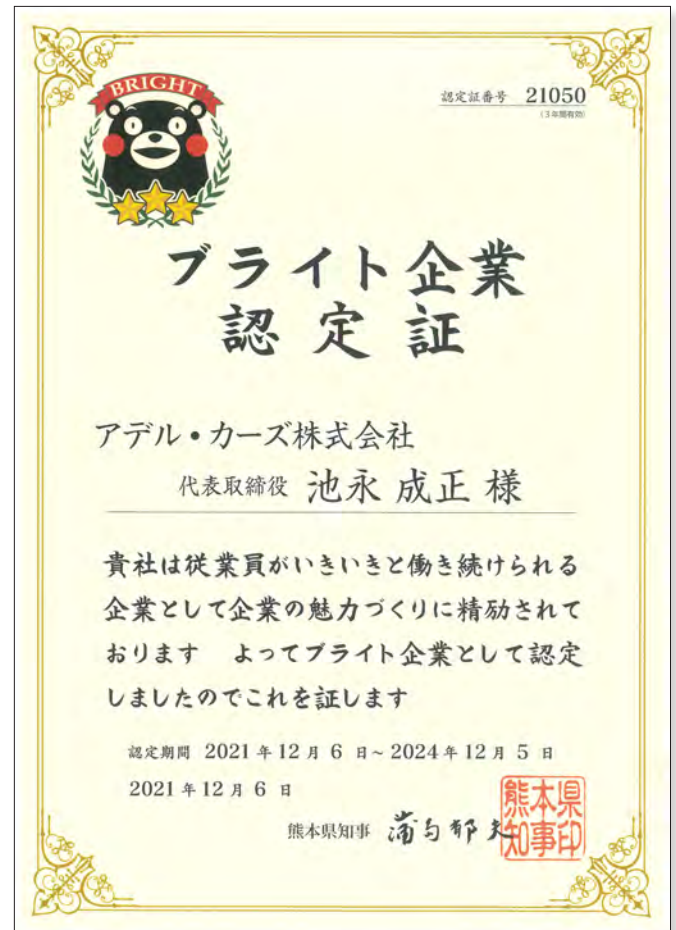 BRIGHT
認定証番号 21050
(3年間有効)
ブライト企業
認定証
アデル・カーズ株式会社
代表取締役 池永 成正 様
貴社は従業員がいきいきと働き続けられる
企業として企業の魅力づくりに精励されて
おります よってブライト企業として認定
しましたのでこれを証します
認定期間 2021年12月6日~2024年12月5日
2021年12月6日
熊本県知事 蒲島郁夫
熊本県
知事印